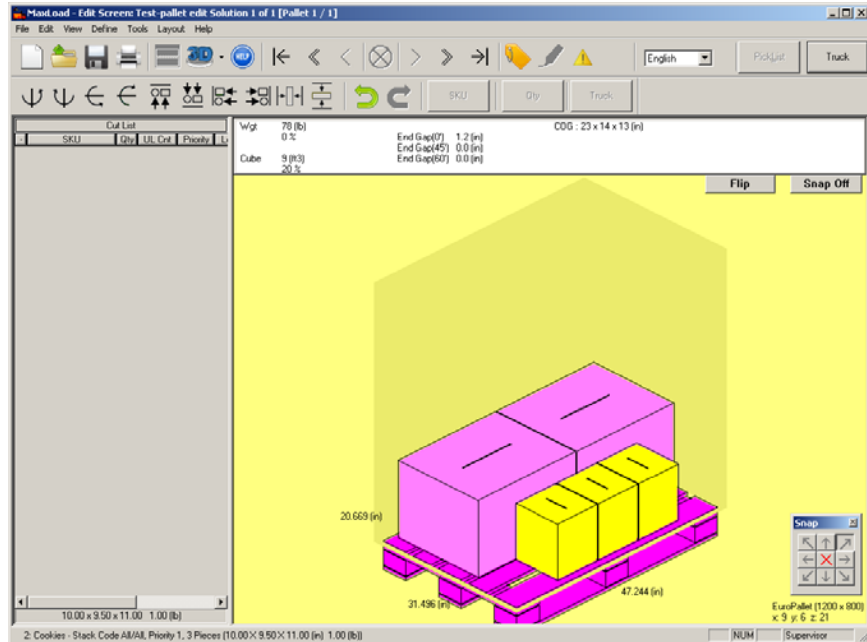 MaxLoad - Edit Screen: Test-pallet edit Solution 1 of 1 [Pallet 1 / 1]
File Edit View Define Tools Layout Help
3D HELP English PickList Truck
SKU Qty Truck
Cut List
- SKU Qty UL Cnt Priority
Wgt 78 (lb) COG : 23 x 14 x 13 (in)
0 % End Gap(0') 1.2 (in)
End Gap(45') 0.0 (in)
Cube 9 (ft3) End Gap(60') 0.0 (in)
20 %
Flip Snap Off
20.669 (in)
31.496 (in)
47.244 (in)
Snap
EuroPallet (1200 x 800)
x: 9 y: 6 z: 21
10.00 x 9.50 x 11.00 1.00 (lb)
2: Cookies - Stack Code All/All, Priority 1, 3 Pieces (10.00 X 9.50 X 11.00 (in) 1.00 (lb))
NUM Supervisor